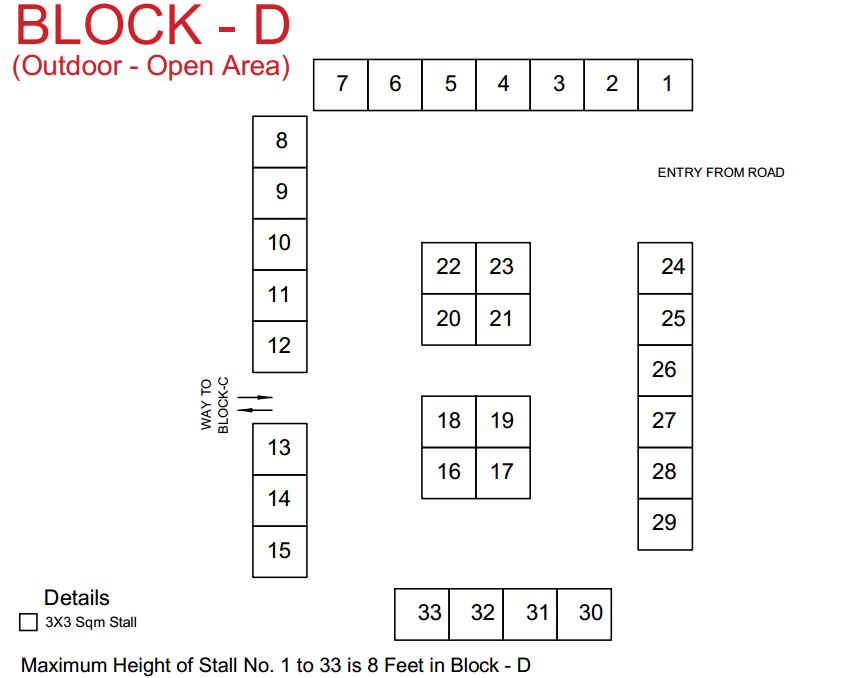 BLOCK - D
(Outdoor - Open Area)
7 6 5 4 3 2 1
8
ENTRY FROM ROAD
9
10
22 23 24
11
20 21 25
12
26
WAY TO
BLOCK-C
18 19 27
13
16 17 28
14
29
15
Details
3X3 Sqm Stall
33 32 31 30
Maximum Height of Stall No. 1 to 33 is 8 Feet in Block - D